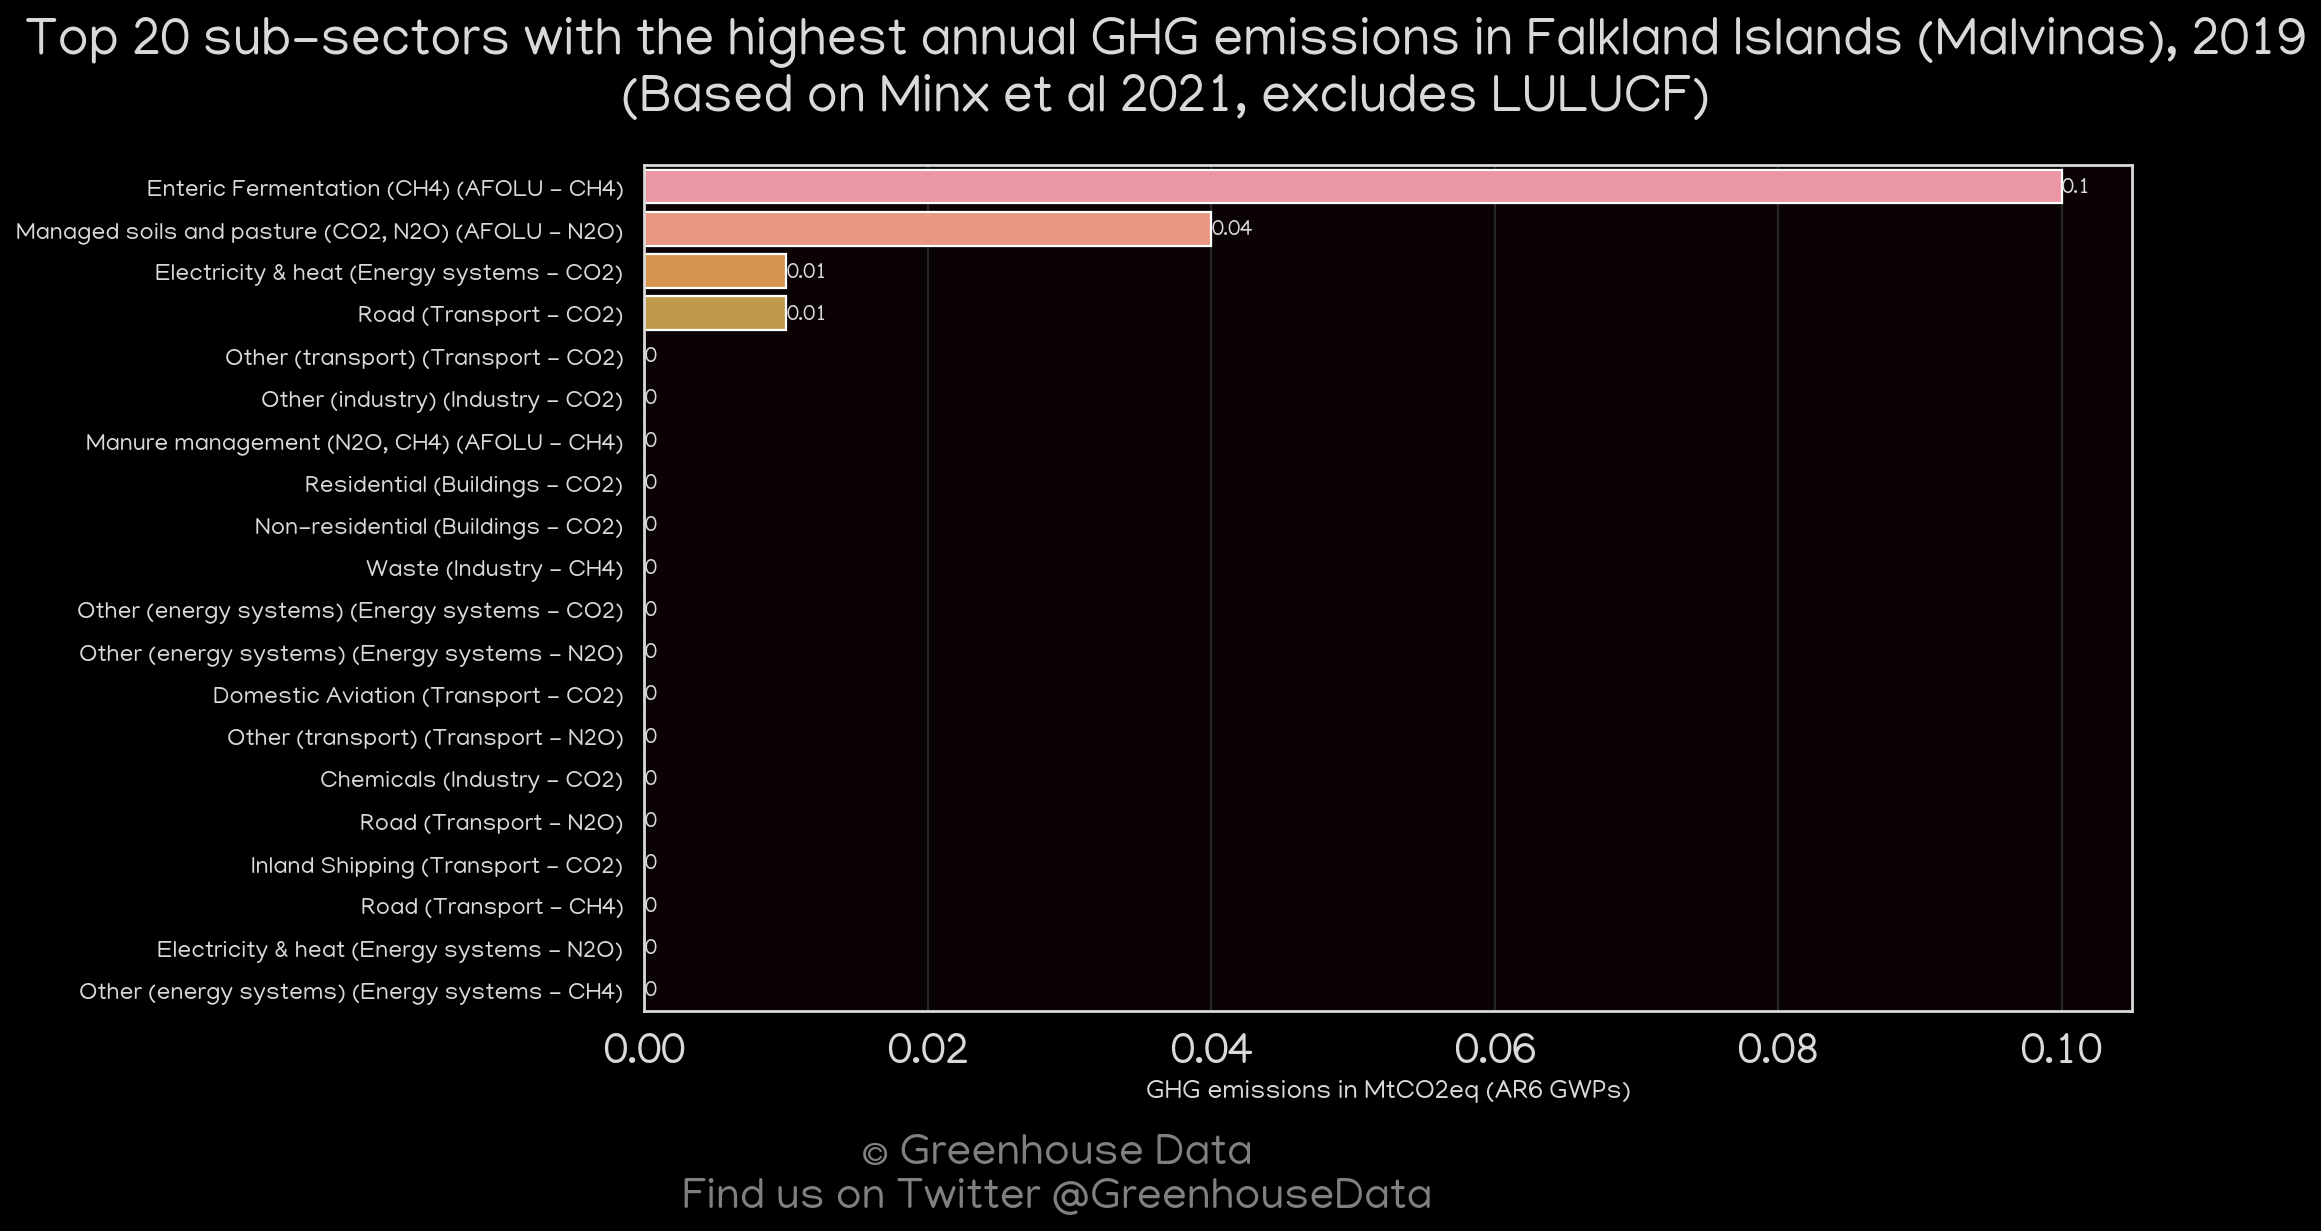 Top 20 sub-sectors with the highest annual GHG emissions in Falkland Islands (Malvinas), 2019
(Based on Minx et al 2021, excludes LULUCF)
Enteric Fermentation (CH4) (AFOLU - CH4) 0.1
Managed soils and pasture (CO2, N2O) (AFOLU - N2O) 0.04
Electricity & heat (Energy systems - CO2) 0.01
Road (Transport - CO2) 0.01
Other (transport) (Transport - CO2) 0
Other (industry) (Industry - CO2) 0
Manure management (N2O, CH4) (AFOLU - CH4) 0
Residential (Buildings - CO2) 0
Non-residential (Buildings - CO2) 0
Waste (Industry - CH4) 0
Other (energy systems) (Energy systems - CO2) 0
Other (energy systems) (Energy systems - N2O) 0
Domestic Aviation (Transport - CO2) 0
Other (transport) (Transport - N2O) 0
Chemicals (Industry - CO2) 0
Road (Transport - N2O) 0
Inland Shipping (Transport - CO2) 0
Road (Transport - CH4) 0
Electricity & heat (Energy systems - N2O) 0
Other (energy systems) (Energy systems - CH4) 0
0.00 0.02 0.04 0.06 0.08 0.10
GHG emissions in MtCO2eq (AR6 GWPs)
© Greenhouse Data
Find us on Twitter @GreenhouseData